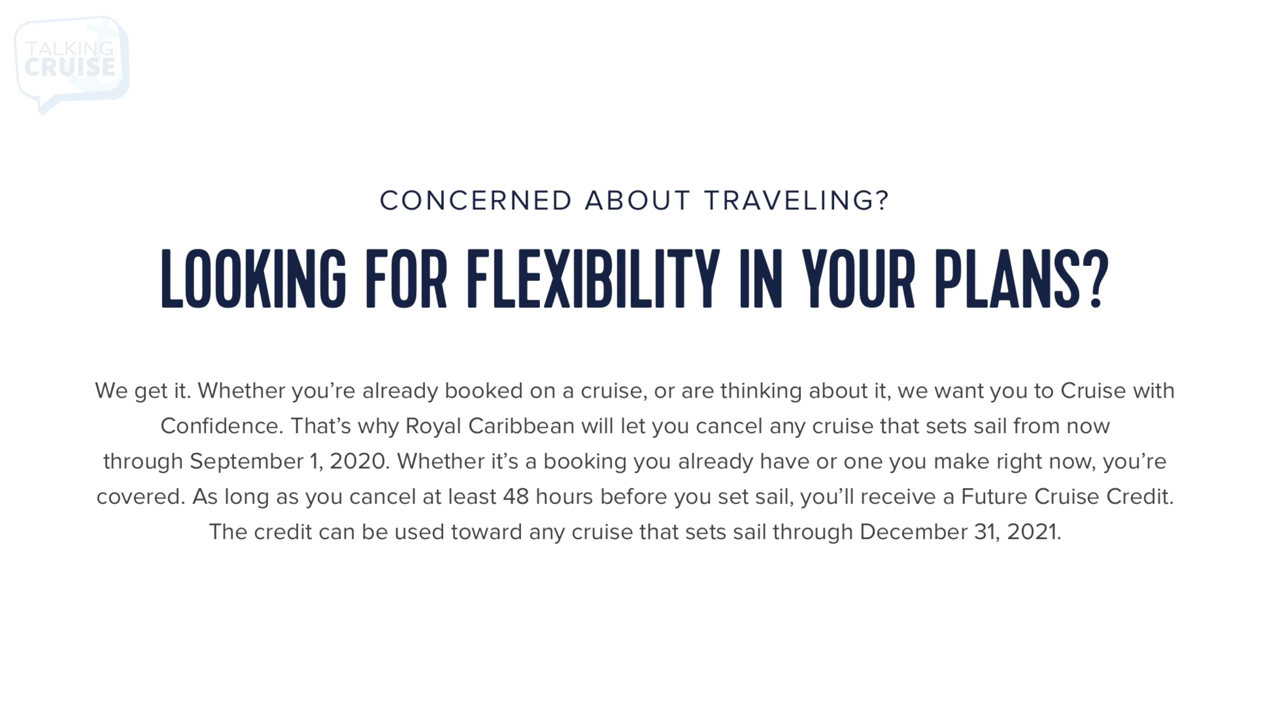 TALKING
CRUISE
CONCERNED ABOUT TRAVELING?
LOOKING FOR FLEXIBILITY IN YOUR PLANS?
We get it. Whether you’re already booked on a cruise, or are thinking about it, we want you to Cruise with
Confidence. That’s why Royal Caribbean will let you cancel any cruise that sets sail from now
through September 1, 2020. Whether it’s a booking you already have or one you make right now, you’re
covered. As long as you cancel at least 48 hours before you set sail, you’ll receive a Future Cruise Credit.
The credit can be used toward any cruise that sets sail through December 31, 2021.